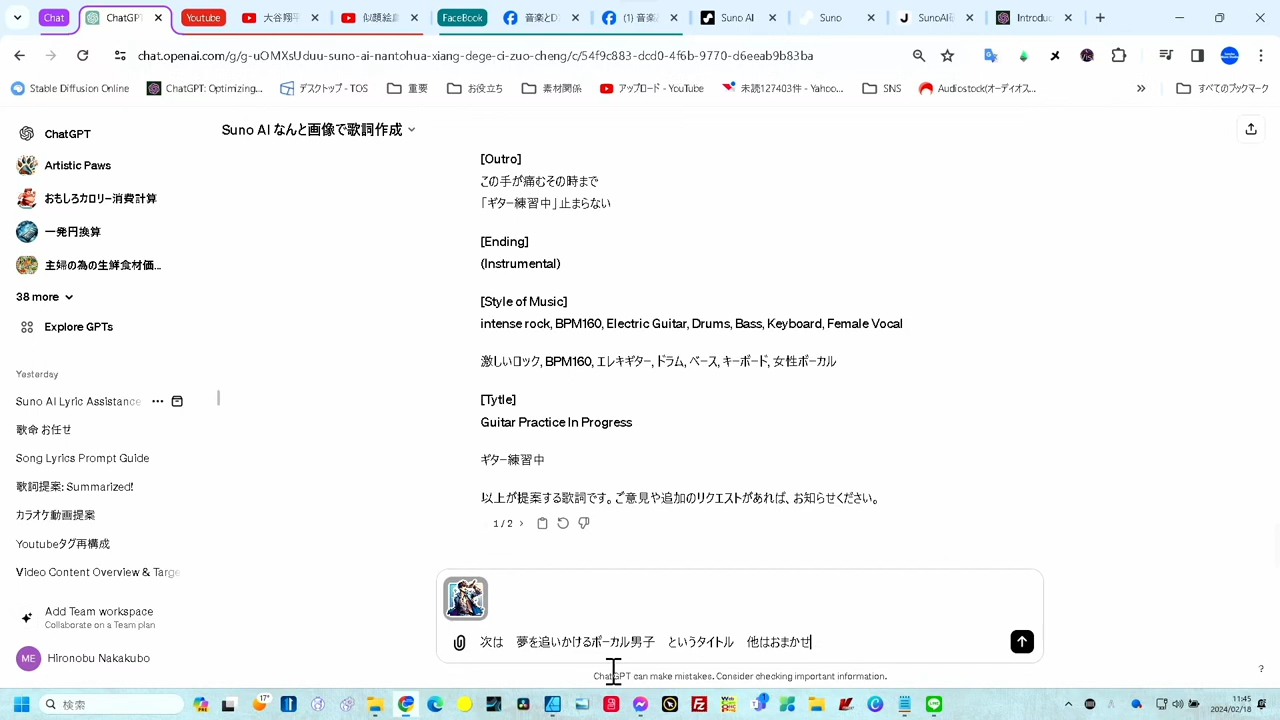 Chat
ChatGP
Youtube
大谷翔平
似顔絵
FaceBook
音楽とD
(1) 音楽
Suno AI
Suno
SunoAI
Introduc
chat.openai.com/g/g-uOMXsUduu-suno-ai-nantohua-xiang-dege-ci-zuo-cheng/c/54f9c883-dcd0-4f6b-9770-d6eeab9b83ba
Stable Diffusion Online
ChatGPT: Optimizing...
デスクトップ - TOS
重要
お役立ち
素材関係
アップロード - YouTube
未読127403件 - Yahoo...
SNS
Audiostock(オーディオス...
すべてのブックマーク
ChatGPT
Artistic Paws
おもしろカロリー消費計算
一発円換算
主婦の為の生鮮食材価...
38 more
Explore GPTs
Yesterday
Suno AI Lyric Assistance
歌命 お任せ
Song Lyrics Prompt Guide
歌詞提案: Summarized!
カラオケ動画提案
Youtubeタグ再構成
Video Content Overview & Targe
Add Team workspace
Collaborate on a Team plan
ME
Hironobu Nakakubo
Suno AI なんと画像で歌詞作成
[Outro]
この手が痛むその時まで
「ギター練習中」止まらない
[Ending]
(Instrumental)
[Style of Music]
intense rock, BPM160, Electric Guitar, Drums, Bass, Keyboard, Female Vocal
激しいロック, BPM160, エレキギター, ドラム, ベース, キーボード, 女性ボーカル
[Tytle]
Guitar Practice In Progress
ギター練習中
以上が提案する歌詞です。ご意見や追加のリクエストがあれば、お知らせください。
1 / 2
次は　夢を追いかけるボーカル男子　というタイトル　他はおまかせ
ChatGPT can make mistakes. Consider checking important information.
?
検索
17°
11:45
2024/02/18